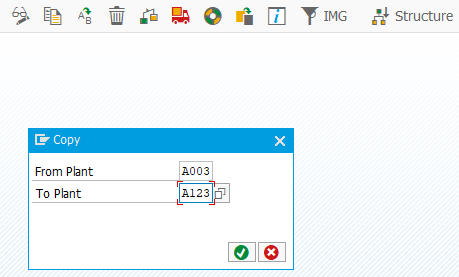 A
B
i
IMG
Structure
Copy
From Plant A003
To Plant A123